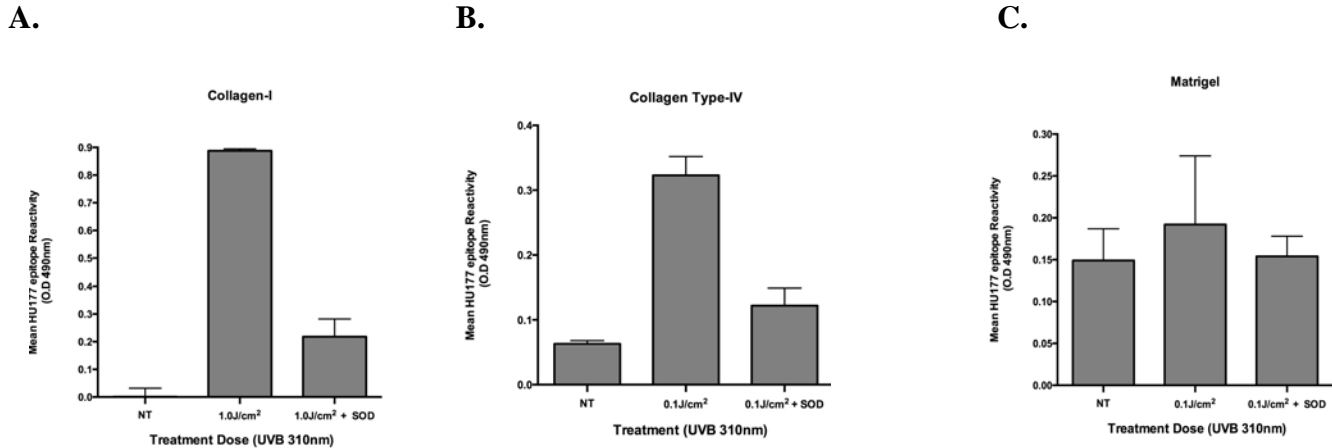 A.
Collagen-I
Mean HU177 epitope Reactivity
(O.D 490nm)
0.9
0.8
0.7
0.6
0.5
0.4
0.3
0.2
0.1
0.0
NT
1.0J/cm²
1.0J/cm² + SOD
Treatment Dose (UVB 310nm)
B.
Collagen Type-IV
Mean HU177 epitope Reactivity
(O.D 490nm)
0.4
0.3
0.2
0.1
0.0
NT
0.1J/cm²
0.1J/cm² + SOD
Treatment (UVB 310nm)
C.
Matrigel
Mean HU177 epitope Reactivity
(O.D 490nm)
0.30
0.25
0.20
0.15
0.10
0.05
0.00
NT
0.1J/cm²
0.1J/cm² + SOD
Treatment Dose (UVB 310nm)